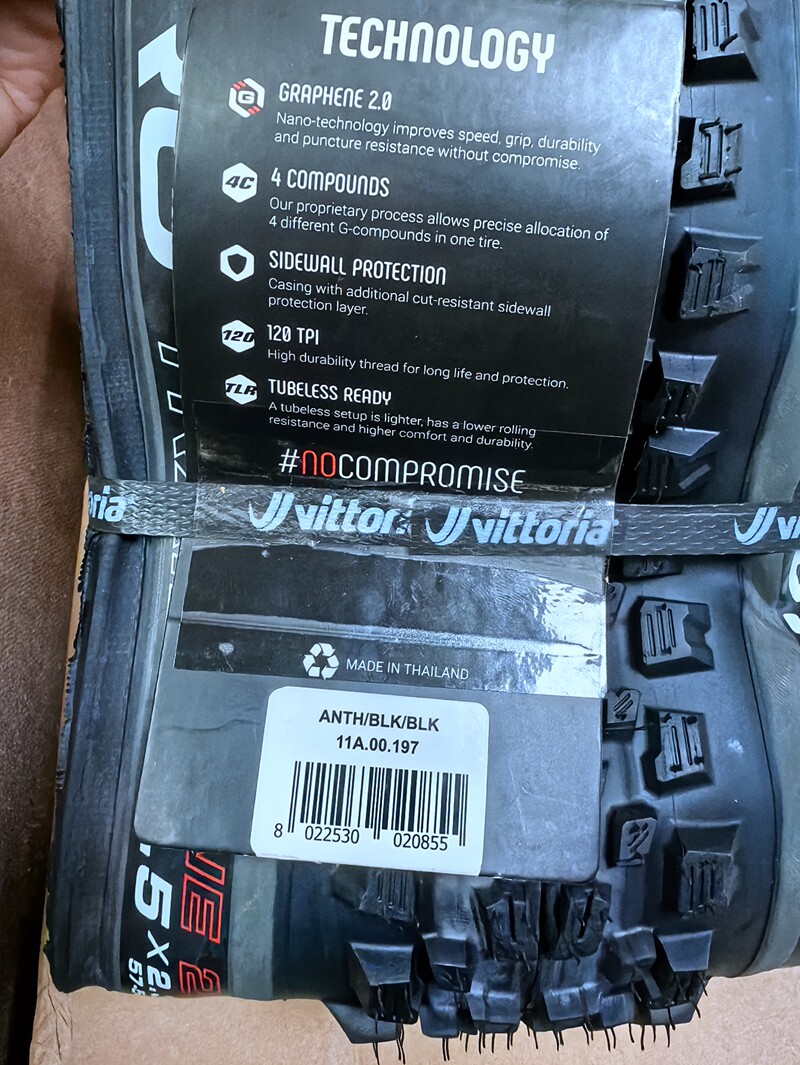 TECHNOLOGY
GRAPHENE 2.0
Nano-technology improves speed, grip, durability
and puncture resistance without compromise.
4C
4 COMPOUNDS
Our proprietary process allows precise allocation of
4 different G-compounds in one tire.
SIDEWALL PROTECTION
Casing with additional cut-resistant sidewall
protection layer.
120
120 TPI
High durability thread for long life and protection.
TLR
TUBELESS READY
A tubeless setup is lighter, has a lower rolling
resistance and higher comfort and durability.
#NOCOMPROMISE
vittoria
MADE IN THAILAND
ANTH/BLK/BLK
11A.00.197
8 022530 020855